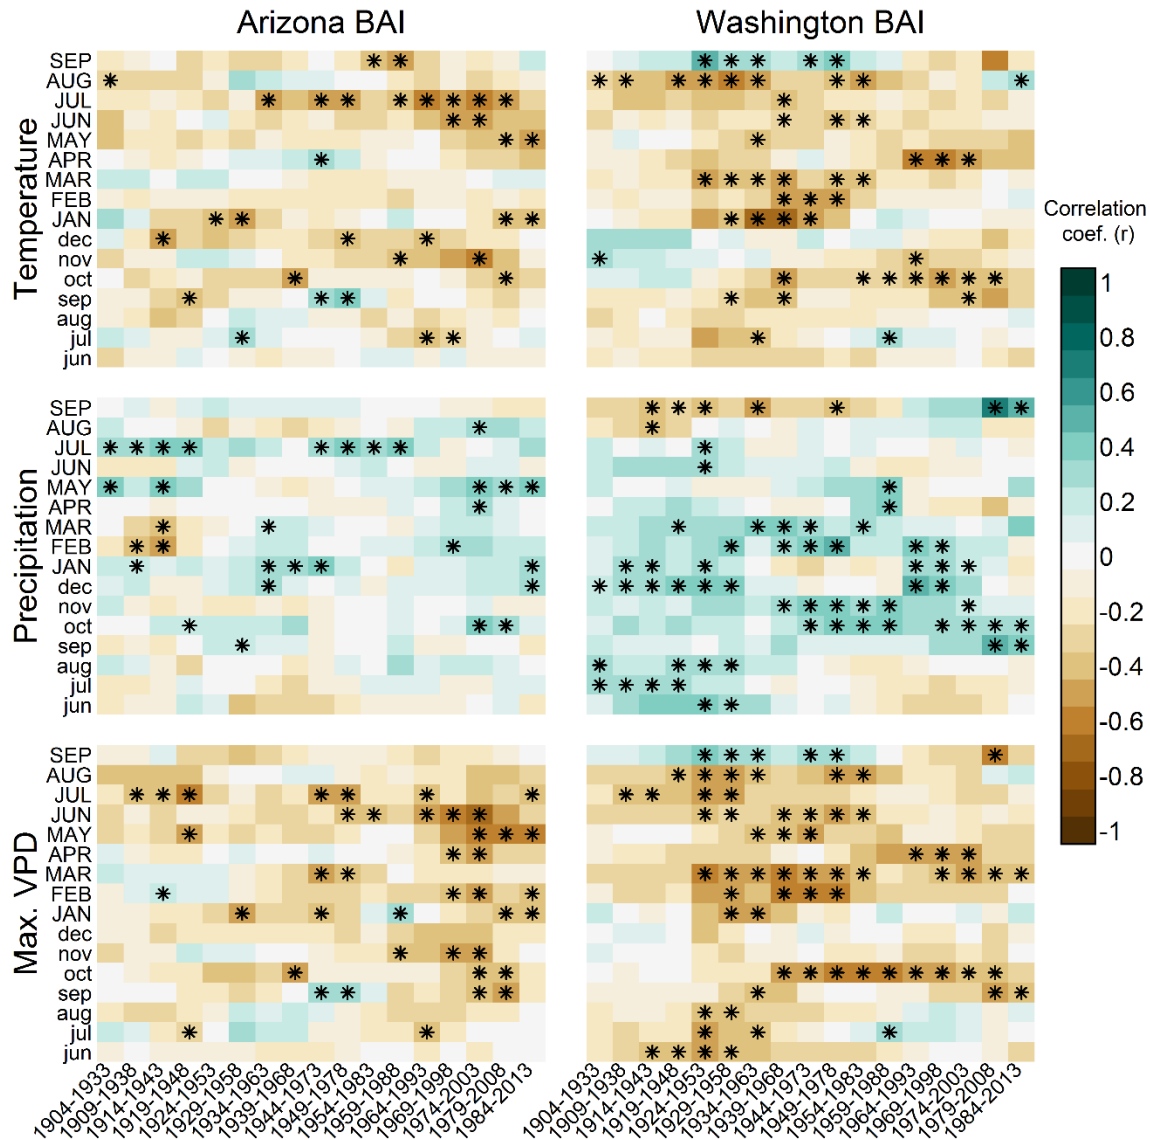 Arizona BAI
Washington BAI
Temperature
SEP
AUG
JUL
JUN
MAY
APR
MAR
FEB
JAN
dec
nov
oct
sep
aug
jul
jun
Precipitation
SEP
AUG
JUL
JUN
MAY
APR
MAR
FEB
JAN
dec
nov
oct
sep
aug
jul
jun
Max. VPD
SEP
AUG
JUL
JUN
MAY
APR
MAR
FEB
JAN
dec
nov
oct
sep
aug
jul
jun
1904-1933
1909-1938
1914-1943
1919-1948
1924-1953
1929-1958
1934-1963
1939-1968
1944-1973
1949-1978
1954-1983
1959-1988
1964-1993
1969-1998
1974-2003
1979-2008
1984-2013
1904-1933
1909-1938
1914-1943
1919-1948
1924-1953
1929-1958
1934-1963
1939-1968
1944-1973
1949-1978
1954-1983
1959-1988
1964-1993
1969-1998
1974-2003
1979-2008
1984-2013
Correlation
coef. (r)
1
0.8
0.6
0.4
0.2
0
-0.2
-0.4
-0.6
-0.8
-1